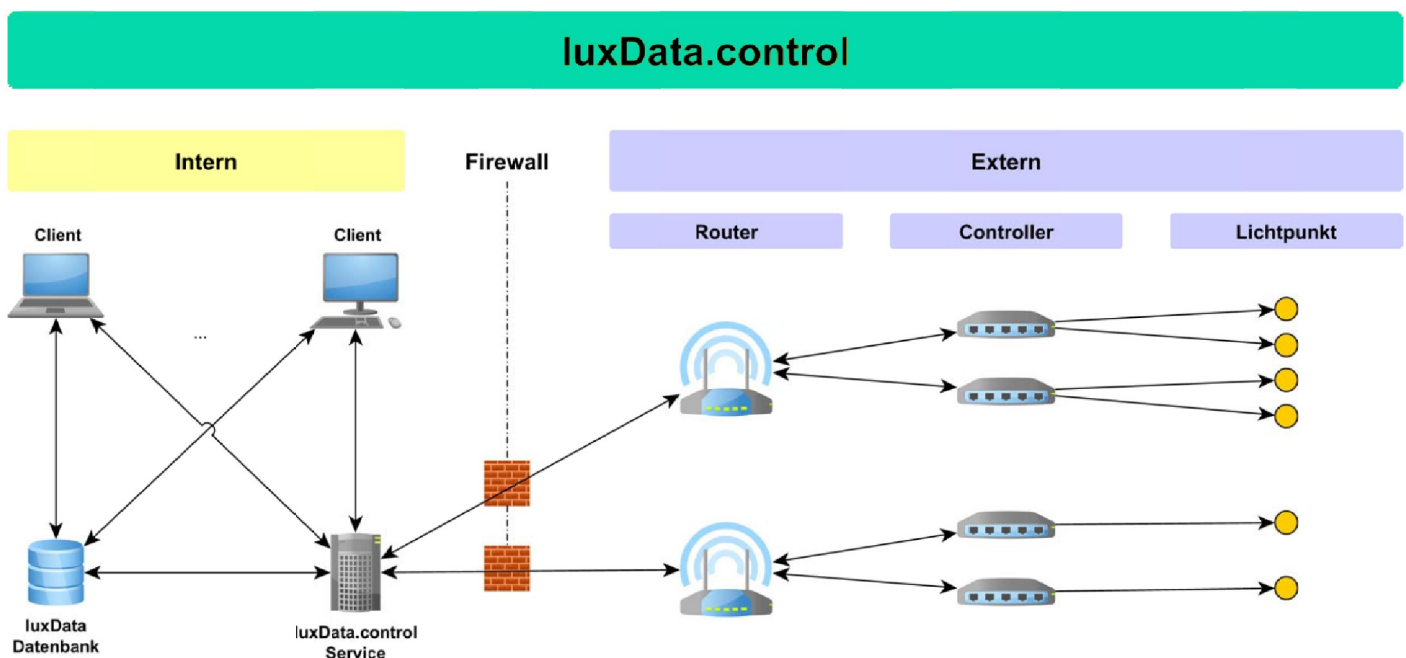 luxData.control
Intern
Firewall
Extern
Router
Controller
Lichtpunkt
Client
Client
...
luxData
Datenbank
luxData.control
Service